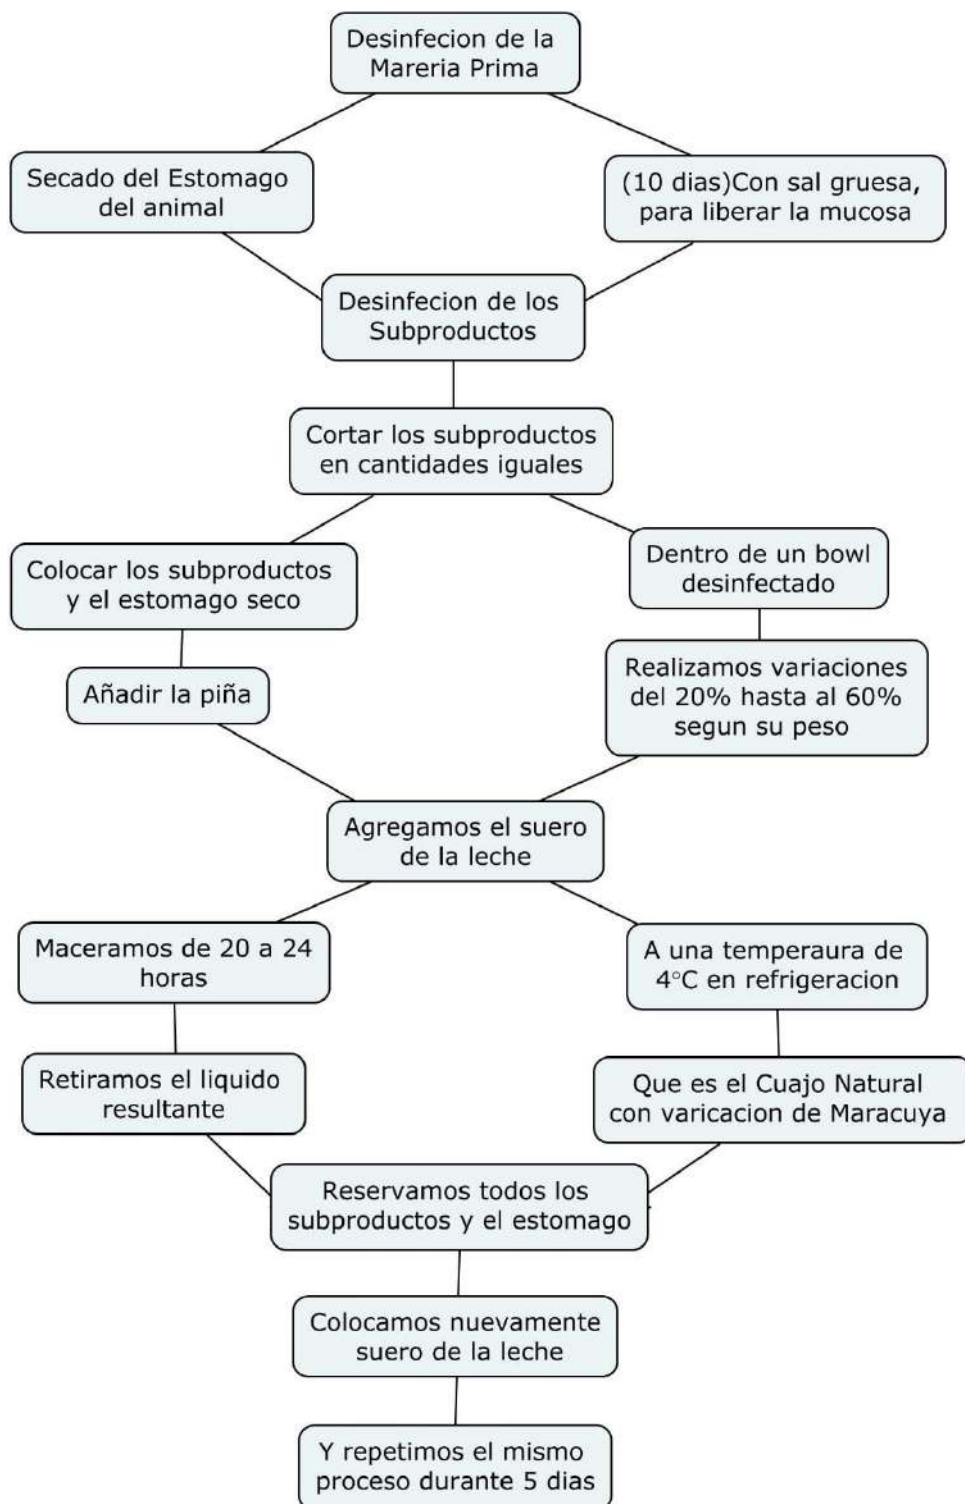 Desinfecion de la
Mareria Prima
Secado del Estomago
del animal
(10 dias)Con sal gruesa,
para liberar la mucosa
Desinfecion de los
Subproductos
Cortar los subproductos
en cantidades iguales
Colocar los subproductos
y el estomago seco
Dentro de un bowl
desinfectado
Añadir la piña
Realizamos variaciones
del 20% hasta al 60%
segun su peso
Agregamos el suero
de la leche
Maceramos de 20 a 24
horas
A una temperaura de
4°C en refrigeracion
Retiramos el liquido
resultante
Que es el Cuajo Natural
con varicacion de Maracuya
Reservamos todos los
subproductos y el estomago
Colocamos nuevamente
suero de la leche
Y repetimos el mismo
proceso durante 5 dias